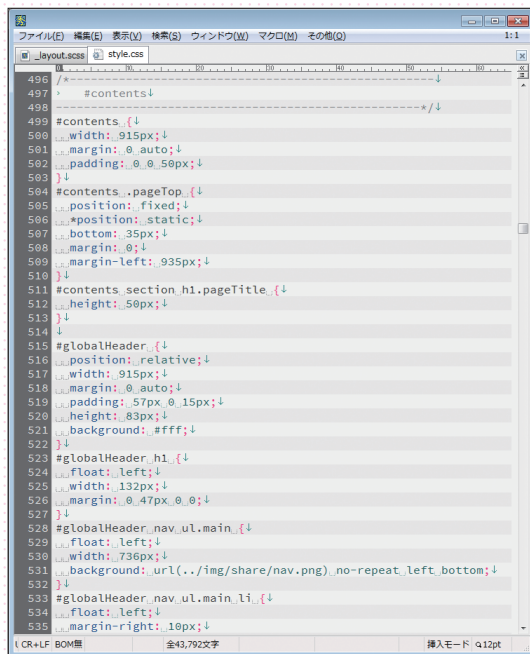 ファイル(F) 編集(E) 表示(V) 検索(S) ウィンドウ(W) マクロ(M) その他(O) 1:1
_layout.scss style.css
0 10 20 30 40 50 60
496 /*------------------------------------------------------↓
497 #contents↓
498 ------------------------------------------------------*/↓
499 #contents {↓
500 width: 915px;↓
501 margin: 0 auto;↓
502 padding: 0 0 50px;↓
503 }↓
504 #contents .pageTop {↓
505 position: fixed;↓
506 *position: static;↓
507 bottom: 35px;↓
508 margin: 0;↓
509 margin-left: 935px;↓
510 }↓
511 #contents section h1.pageTitle {↓
512 height: 50px;↓
513 }↓
514 ↓
515 #globalHeader {↓
516 position: relative;↓
517 width: 915px;↓
518 margin: 0 auto;↓
519 padding: 57px 0 15px;↓
520 height: 83px;↓
521 background: #fff;↓
522 }↓
523 #globalHeader h1 {↓
524 float: left;↓
525 width: 132px;↓
526 margin: 0 47px 0 0;↓
527 }↓
528 #globalHeader nav ul.main {↓
529 float: left;↓
530 width: 736px;↓
531 background: url(../img/share/nav.png) no-repeat left bottom;↓
532 }↓
533 #globalHeader nav ul.main li {↓
534 float: left;↓
535 margin-right: 10px;↓
CR+LF BOM無 全43,792文字 挿入モード 12pt